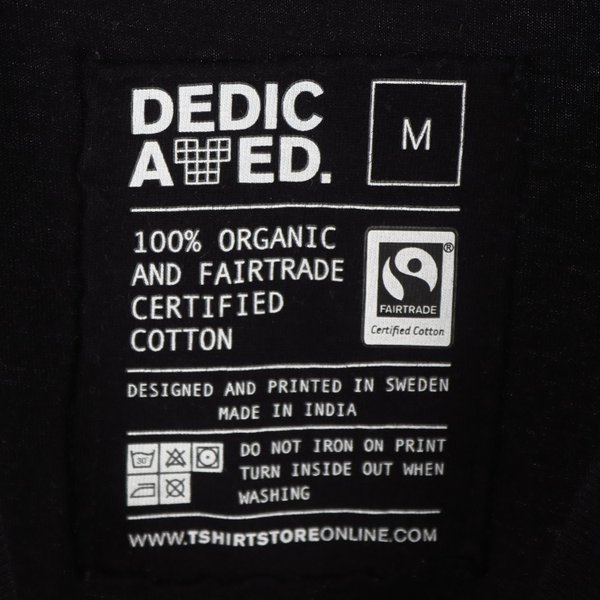 DEDIC
ATED.
M
100% ORGANIC
AND FAIRTRADE
CERTIFIED
COTTON
®
FAIRTRADE
Certified Cotton
DESIGNED AND PRINTED IN SWEDEN
MADE IN INDIA
30°
DO NOT IRON ON PRINT
TURN INSIDE OUT WHEN
WASHING
WWW.TSHIRTSTOREONLINE.COM